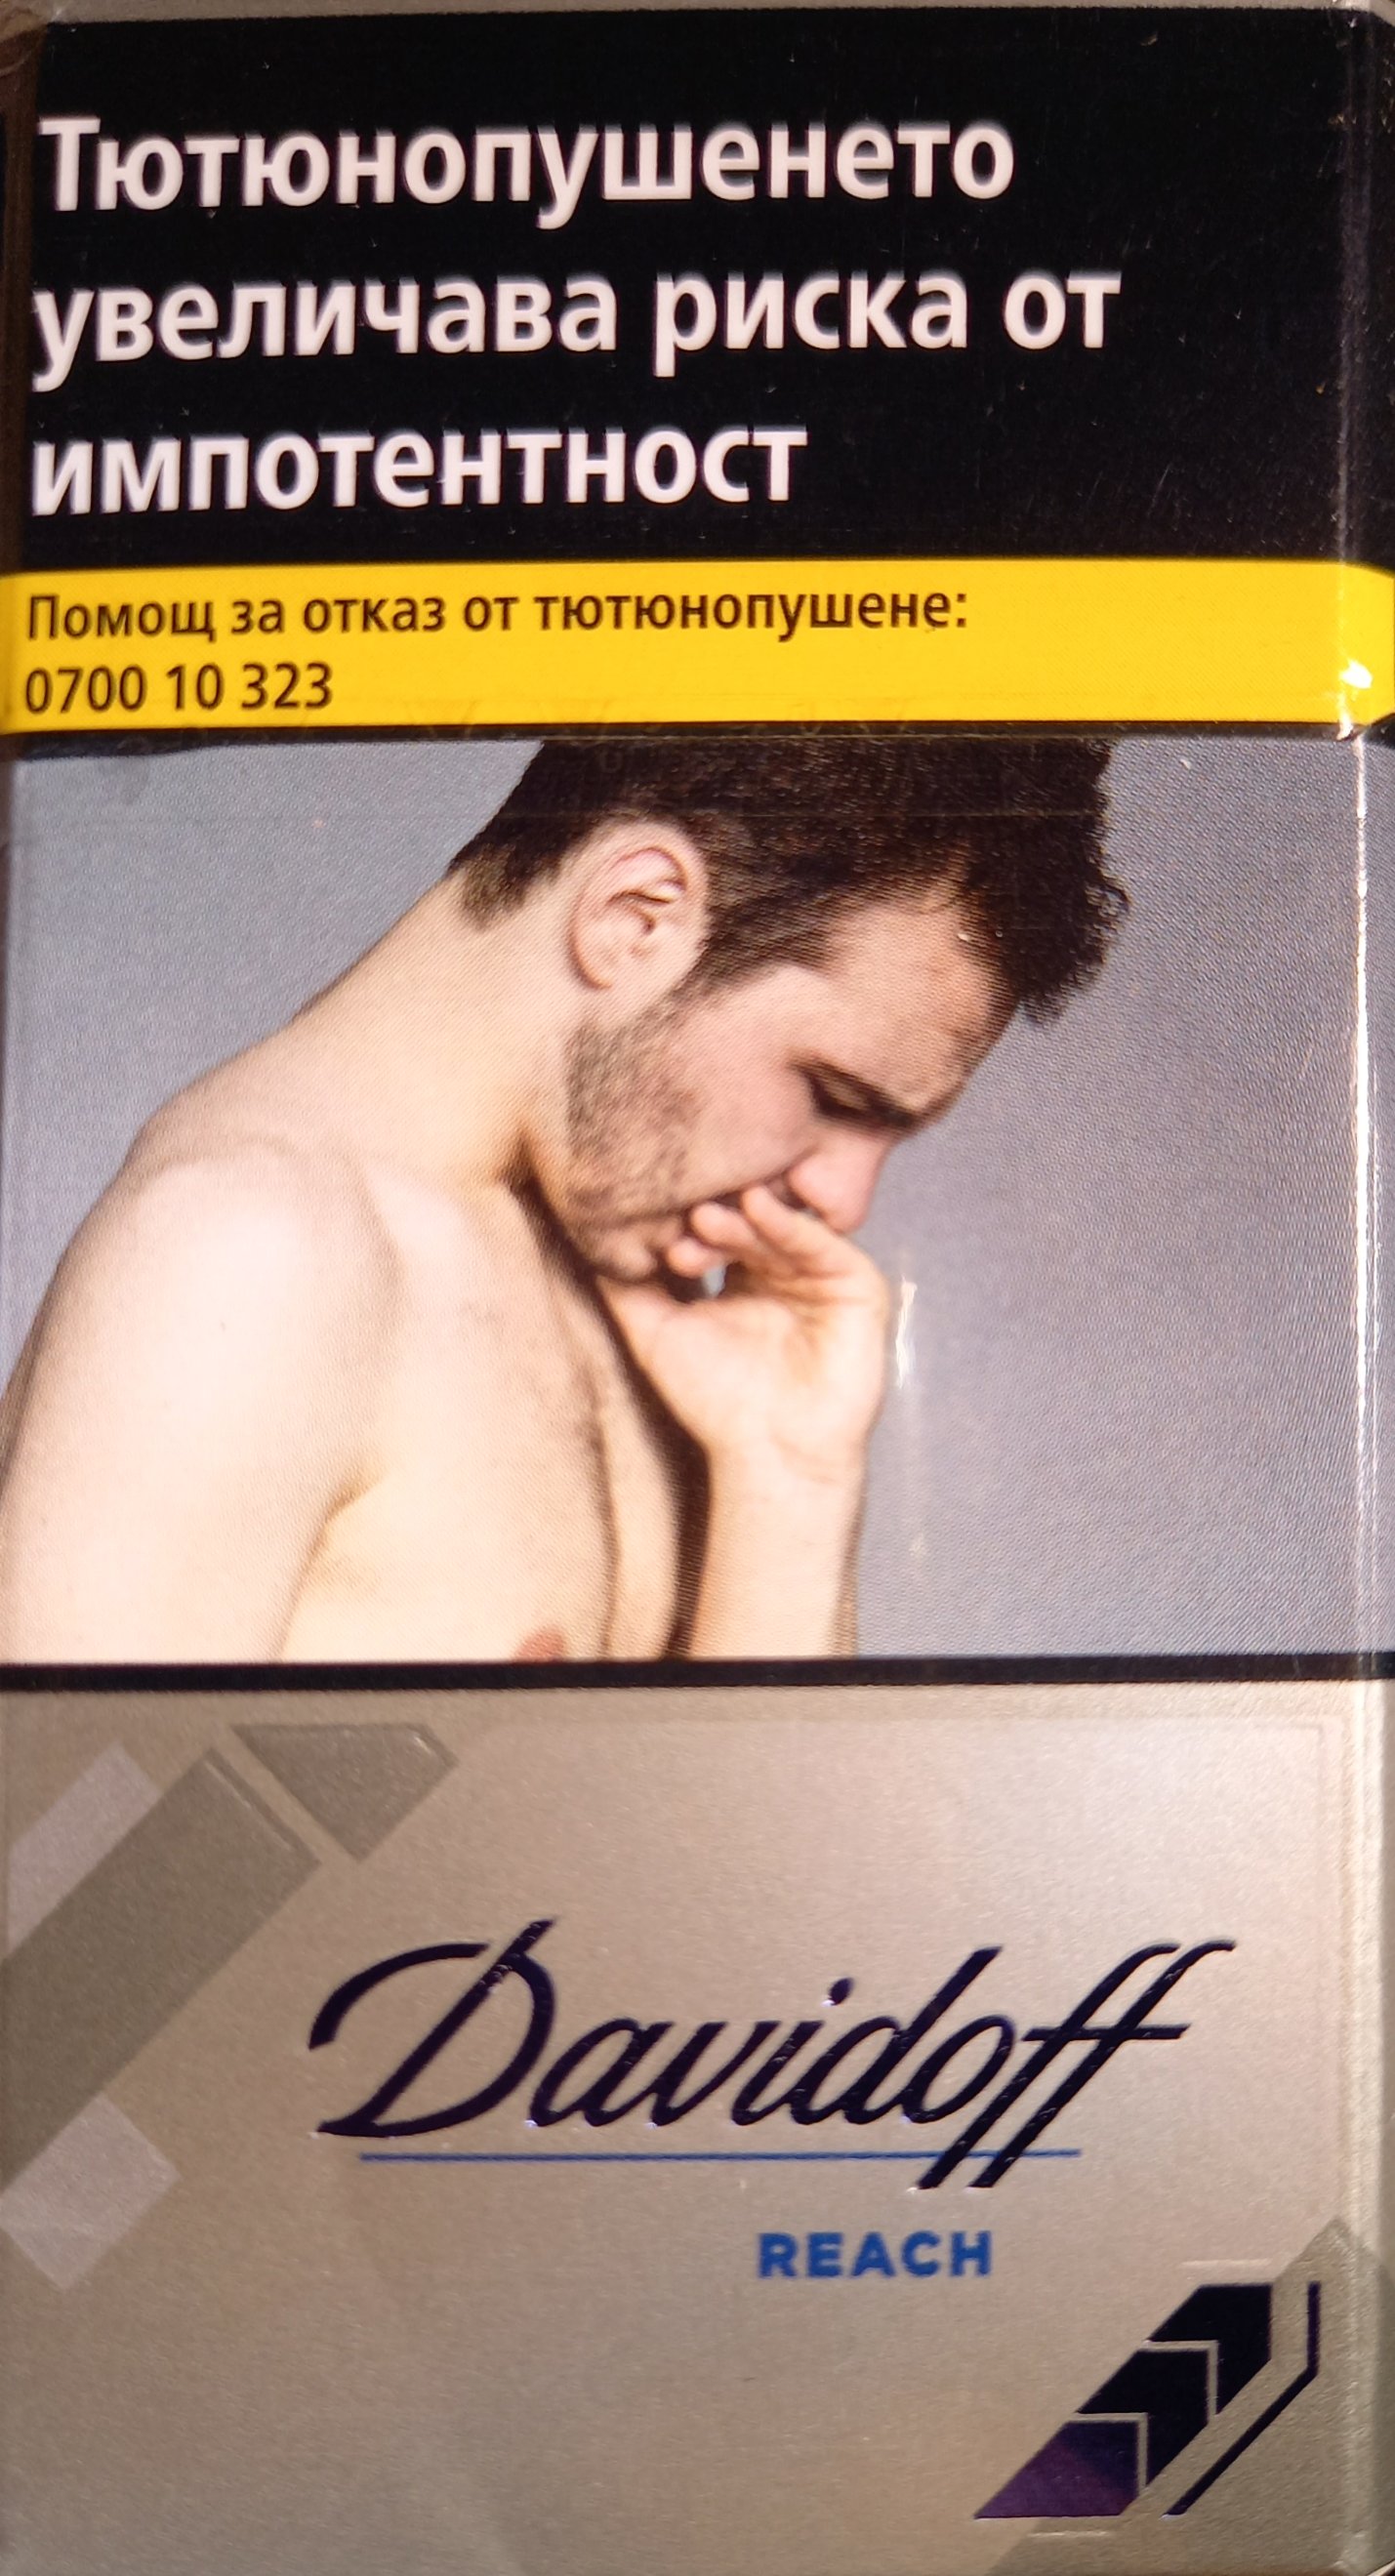 Тютюнопушенето
увеличава риска от
импотентност
Помощ за отказ от тютюнопушене:
0700 10 323
Davidoff
REACH